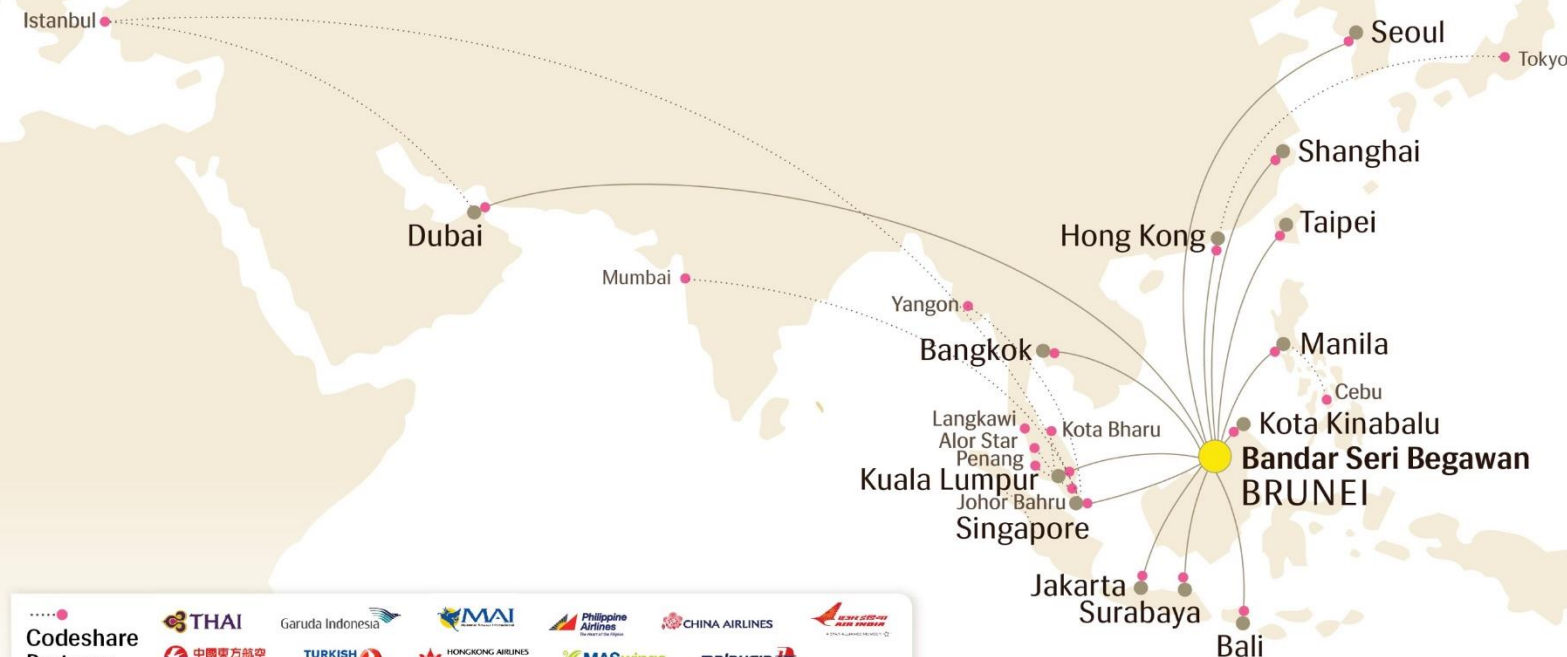 Istanbul
Seoul
Tokyo
Shanghai
Taipei
Dubai
Hong Kong
Mumbai
Yangon
Bangkok
Manila
Cebu
Langkawi
Kota Bharu
Kota Kinabalu
Alor Star
Penang
Bandar Seri Begawan
Kuala Lumpur
BRUNEI
Johor Bahru
Singapore
Jakarta
Surabaya
Bali
Codeshare
THAI
Garuda Indonesia
MAI
Philippine
Airlines
CHINA AIRLINES
AIR INDIA
中國東方航空
TURKISH
HONGKONG AIRLINES
MASwings